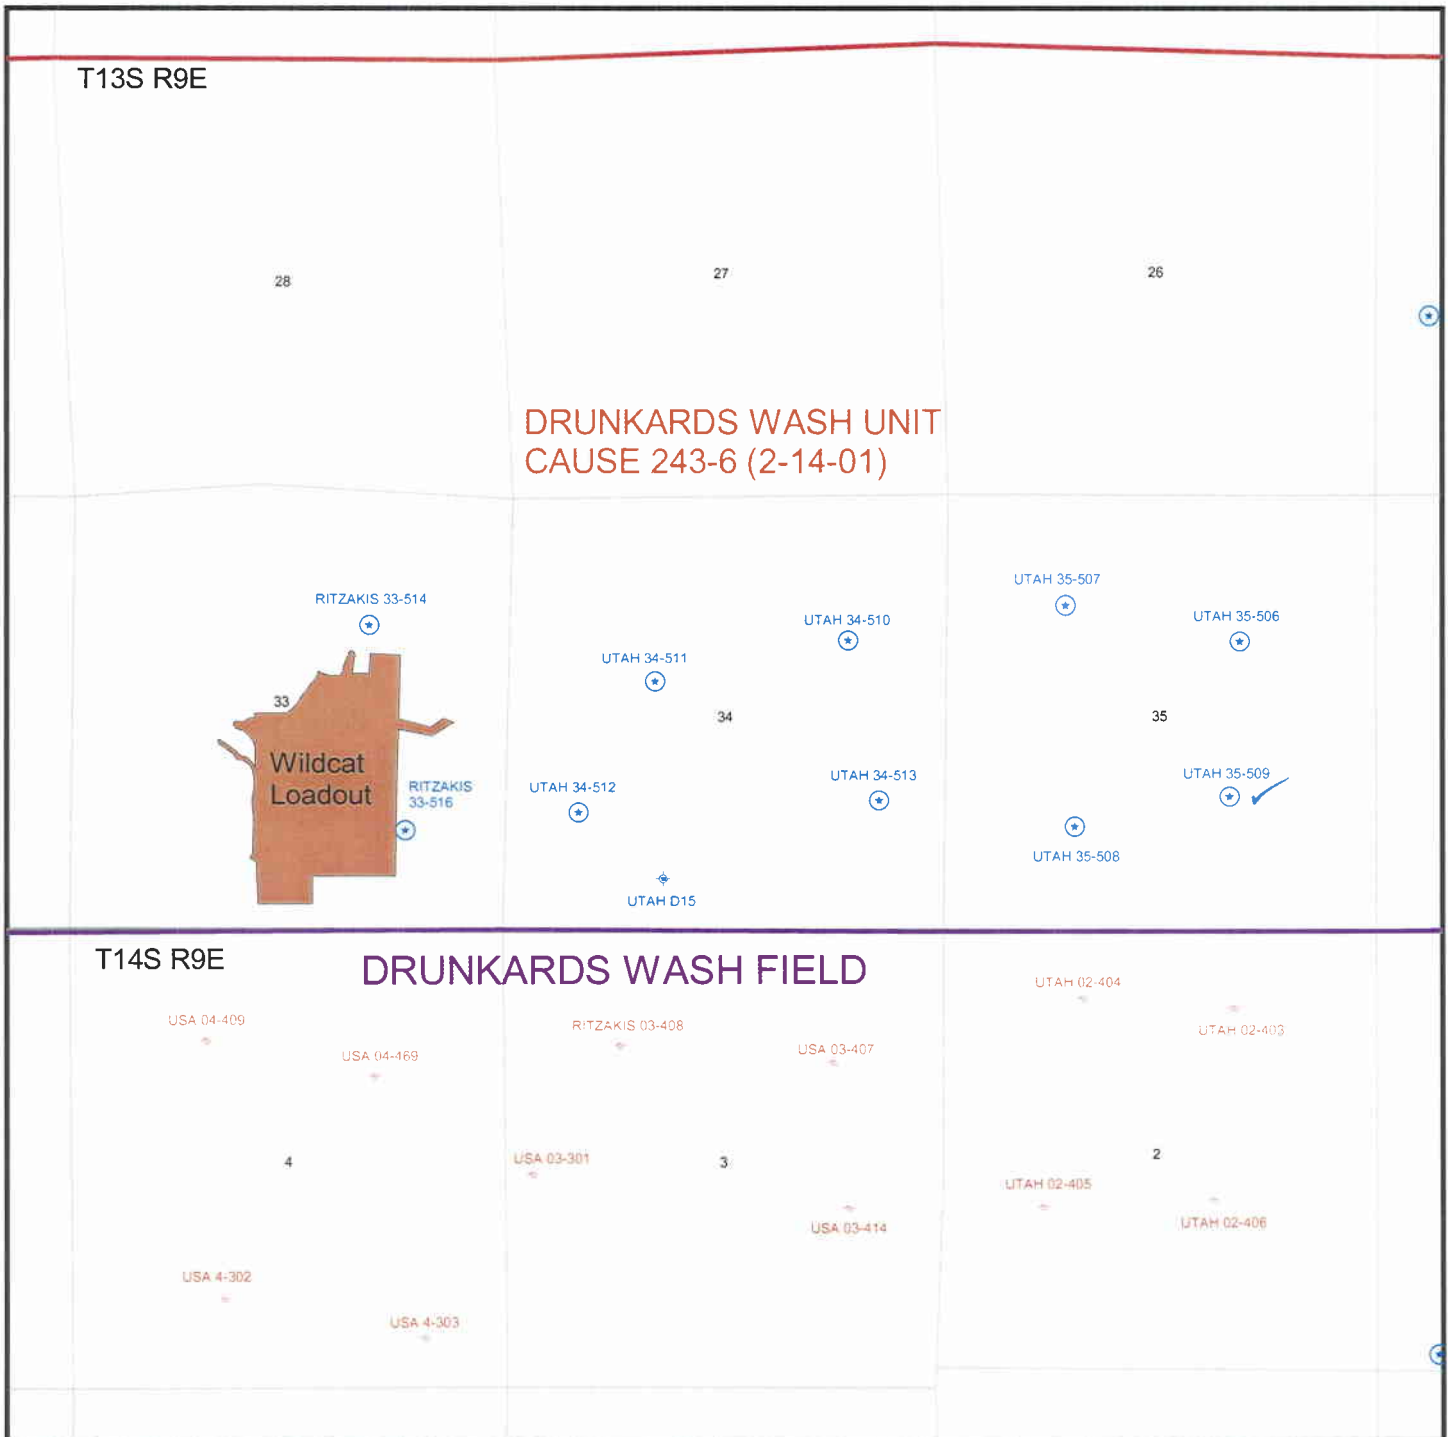 T13S R9E
28
27
26
DRUNKARDS WASH UNIT
CAUSE 243-6 (2-14-01)
UTAH 35-507
RITZAKIS 33-514
UTAH 34-510
UTAH 35-506
UTAH 34-511
33
34
35
Wildcat
Loadout
RITZAKIS
33-516
UTAH 34-512
UTAH 34-513
UTAH 35-509
UTAH 35-508
UTAH D15
T14S R9E
DRUNKARDS WASH FIELD
UTAH 02-404
USA 04-409
RITZAKIS 03-408
UTAH 02-403
USA 04-469
USA 03-407
4
USA 03-301
3
2
UTAH 02-405
USA 03-414
UTAH 02-406
USA 4-302
USA 4-303